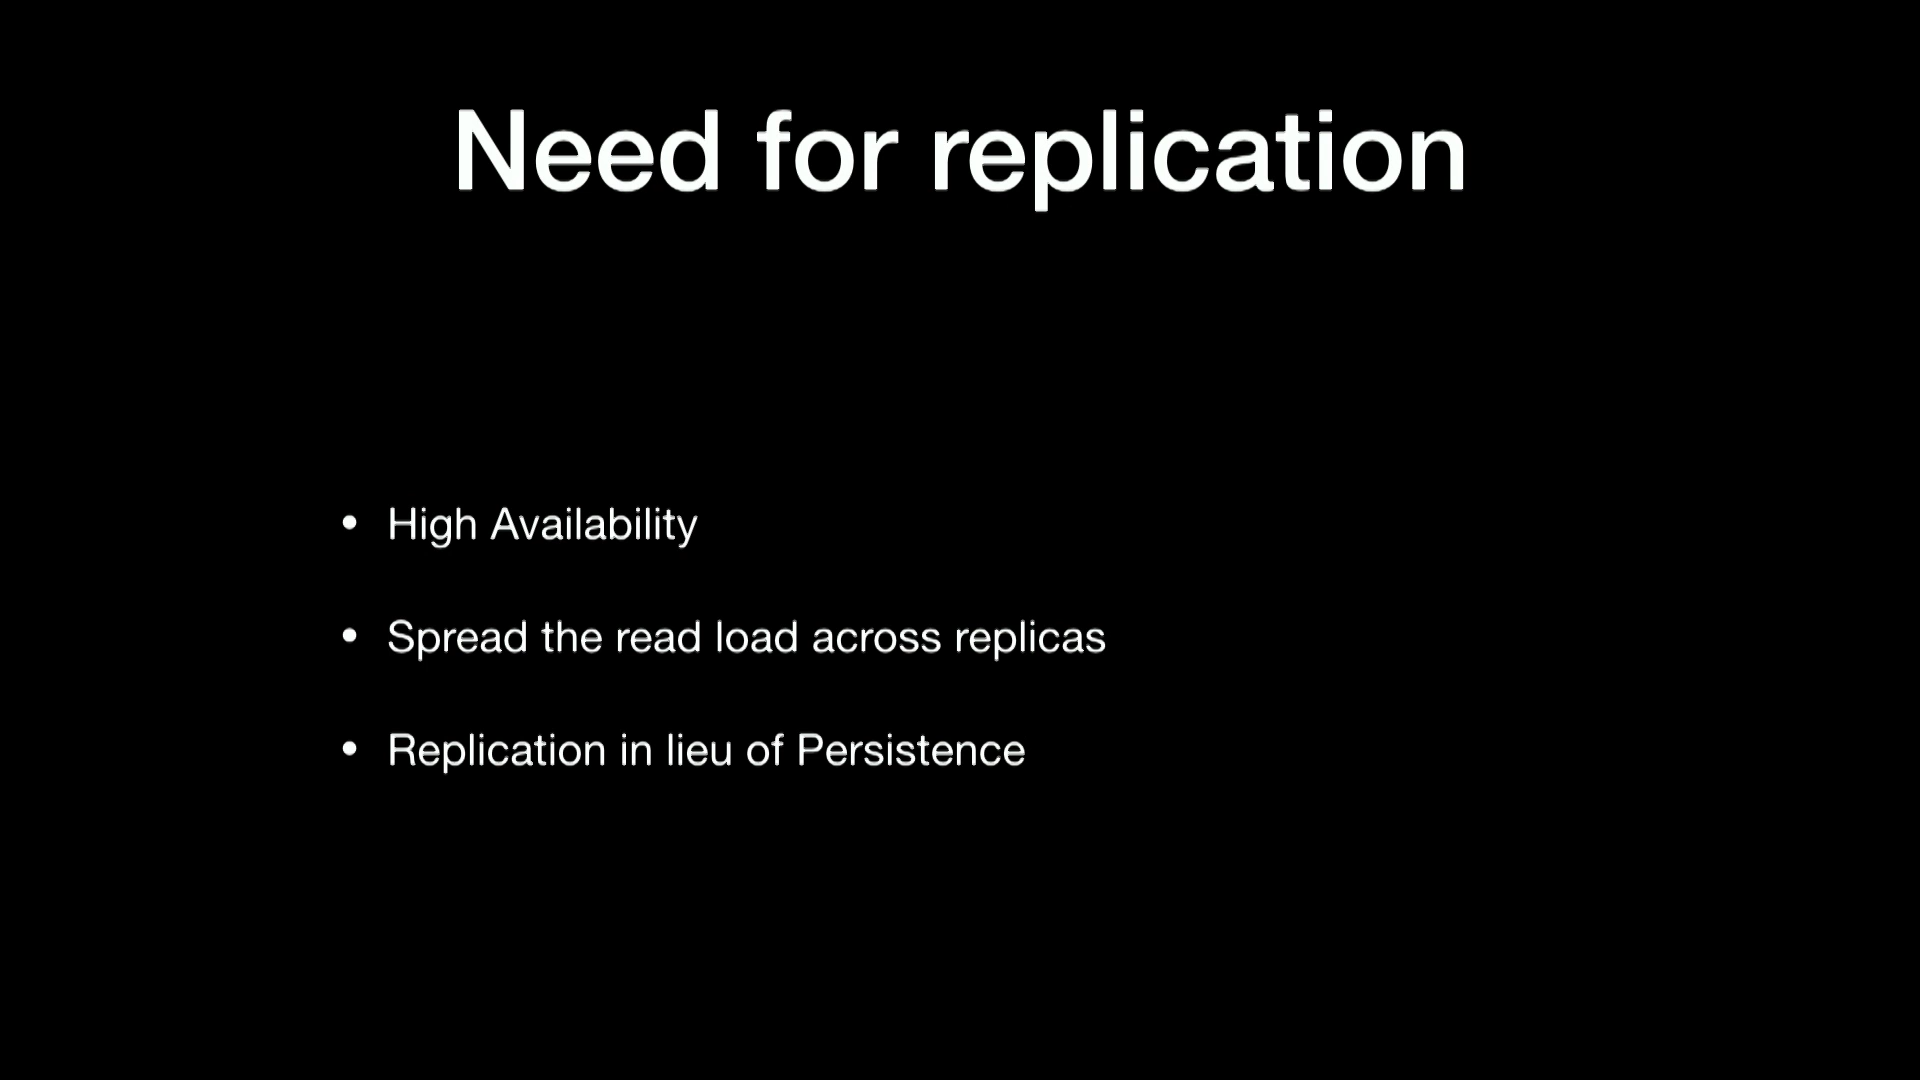 Need for replication
• High Availability
• Spread the read load across replicas
• Replication in lieu of Persistence